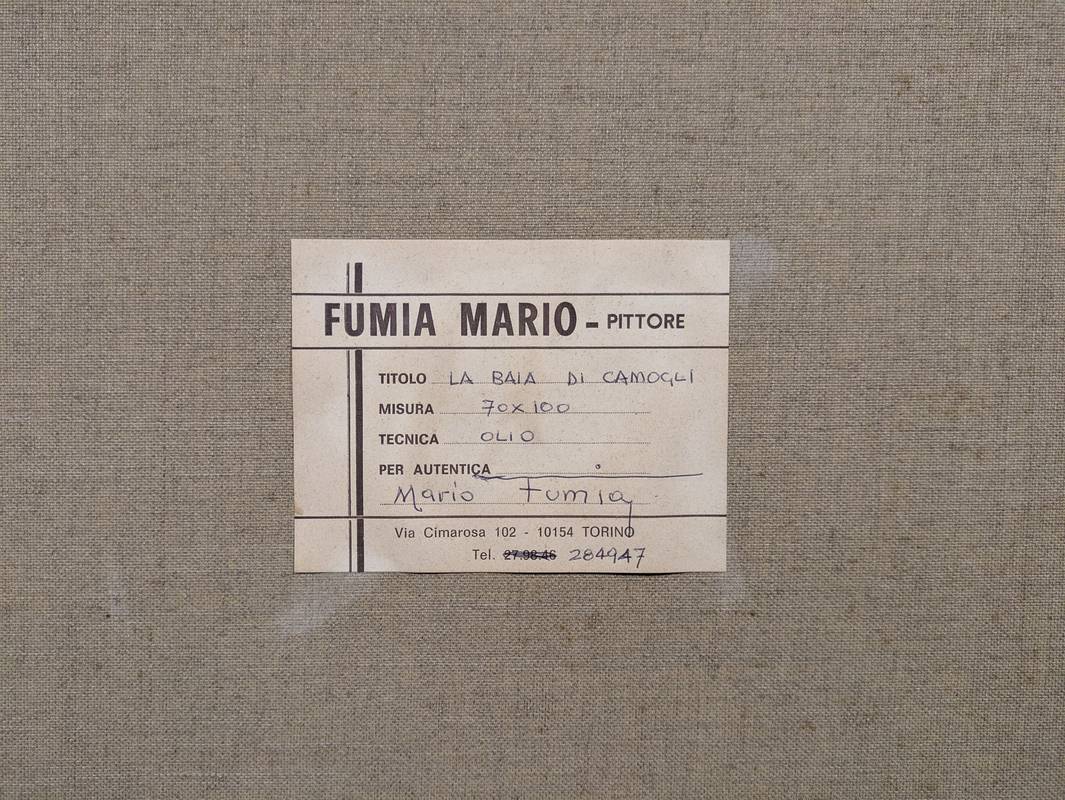 FUMIA MARIO - PITTORE
TITOLO LA BAIA DI CAMOGLI
MISURA 70X100
TECNICA OLIO
PER AUTENTICA
Mario Fumia
Via Cimarosa 102 - 10154 TORINO
Tel. 27.98.46 284947